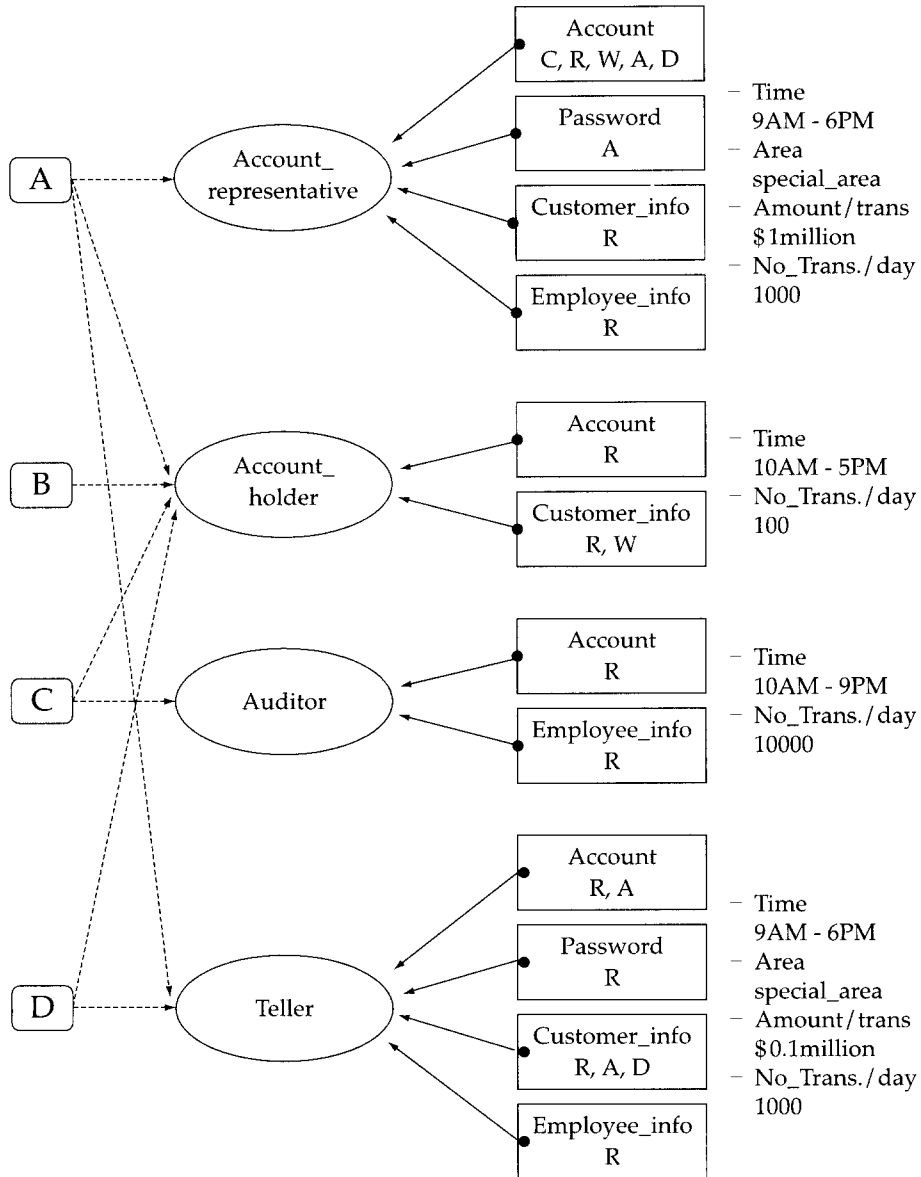 Account
C, R, W, A, D
– Time
9AM - 6PM
Password
A
– Area
special_area
A
Account_
representative
Customer_info
R
– Amount/trans
$1million
– No_Trans./day
1000
Employee_info
R
Account
R
– Time
10AM - 5PM
B
Account_
holder
– No_Trans./day
100
Customer_info
R, W
Account
R
– Time
10AM - 9PM
C
Auditor
– No_Trans./day
10000
Employee_info
R
Account
R, A
– Time
9AM - 6PM
Password
R
– Area
special_area
D
Teller
Customer_info
R, A, D
– Amount/trans
$0.1million
– No_Trans./day
1000
Employee_info
R